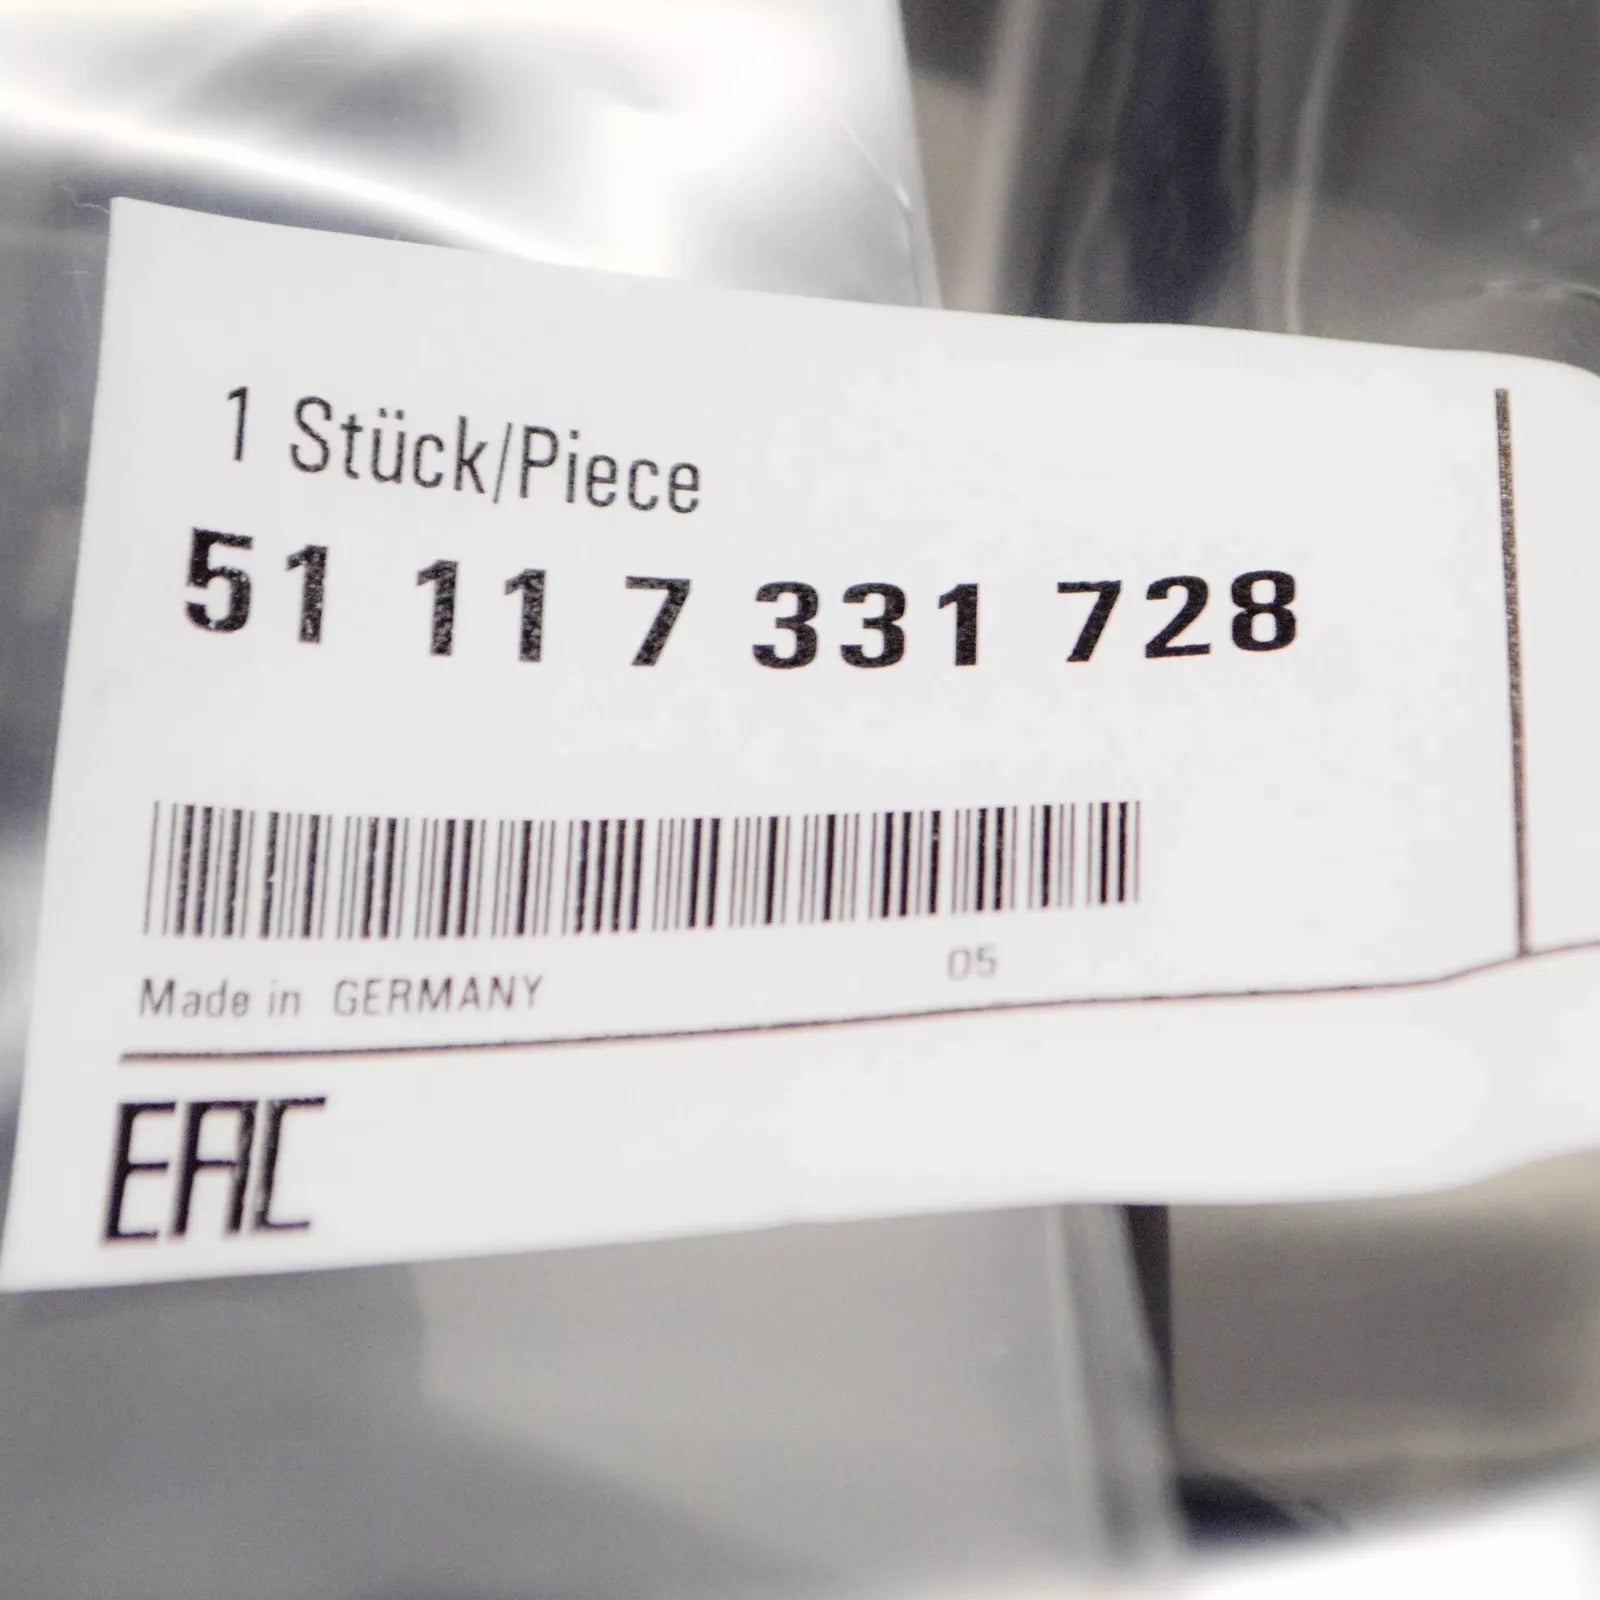 1 Stück/Piece
51 11 7 331 728
Made in GERMANY 05
EAC